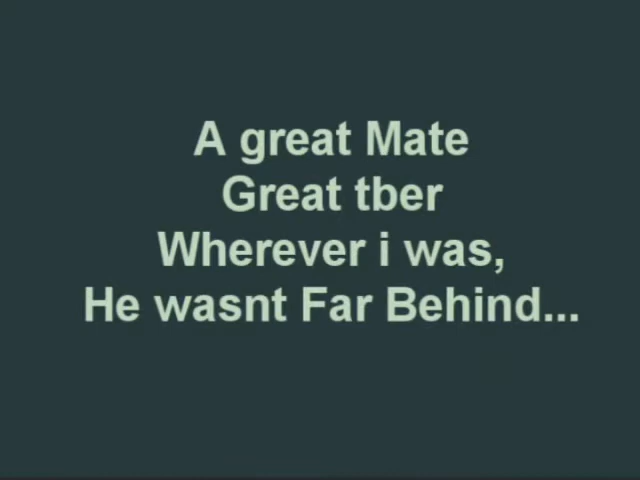 A great Mate
Great tber
Wherever i was,
He wasnt Far Behind...